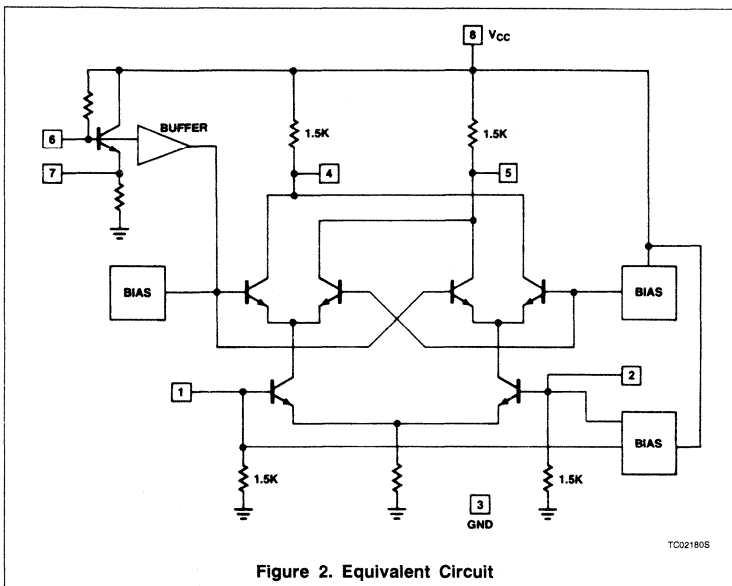 8 VCC
BUFFER
6
1.5K
1.5K
7
4
5
BIAS
BIAS
1
2
BIAS
1.5K
3
1.5K
GND
TC02180S
Figure 2. Equivalent Circuit